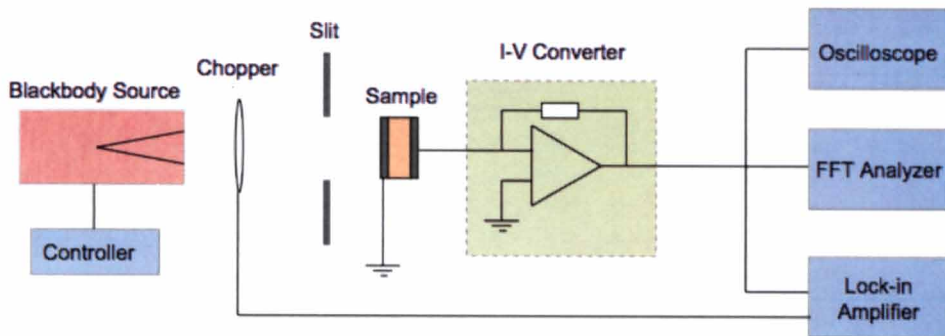 Slit
I-V Converter
Oscilloscope
Chopper
Blackbody Source
Sample
FFT Analyzer
Controller
Lock-in
Amplifier